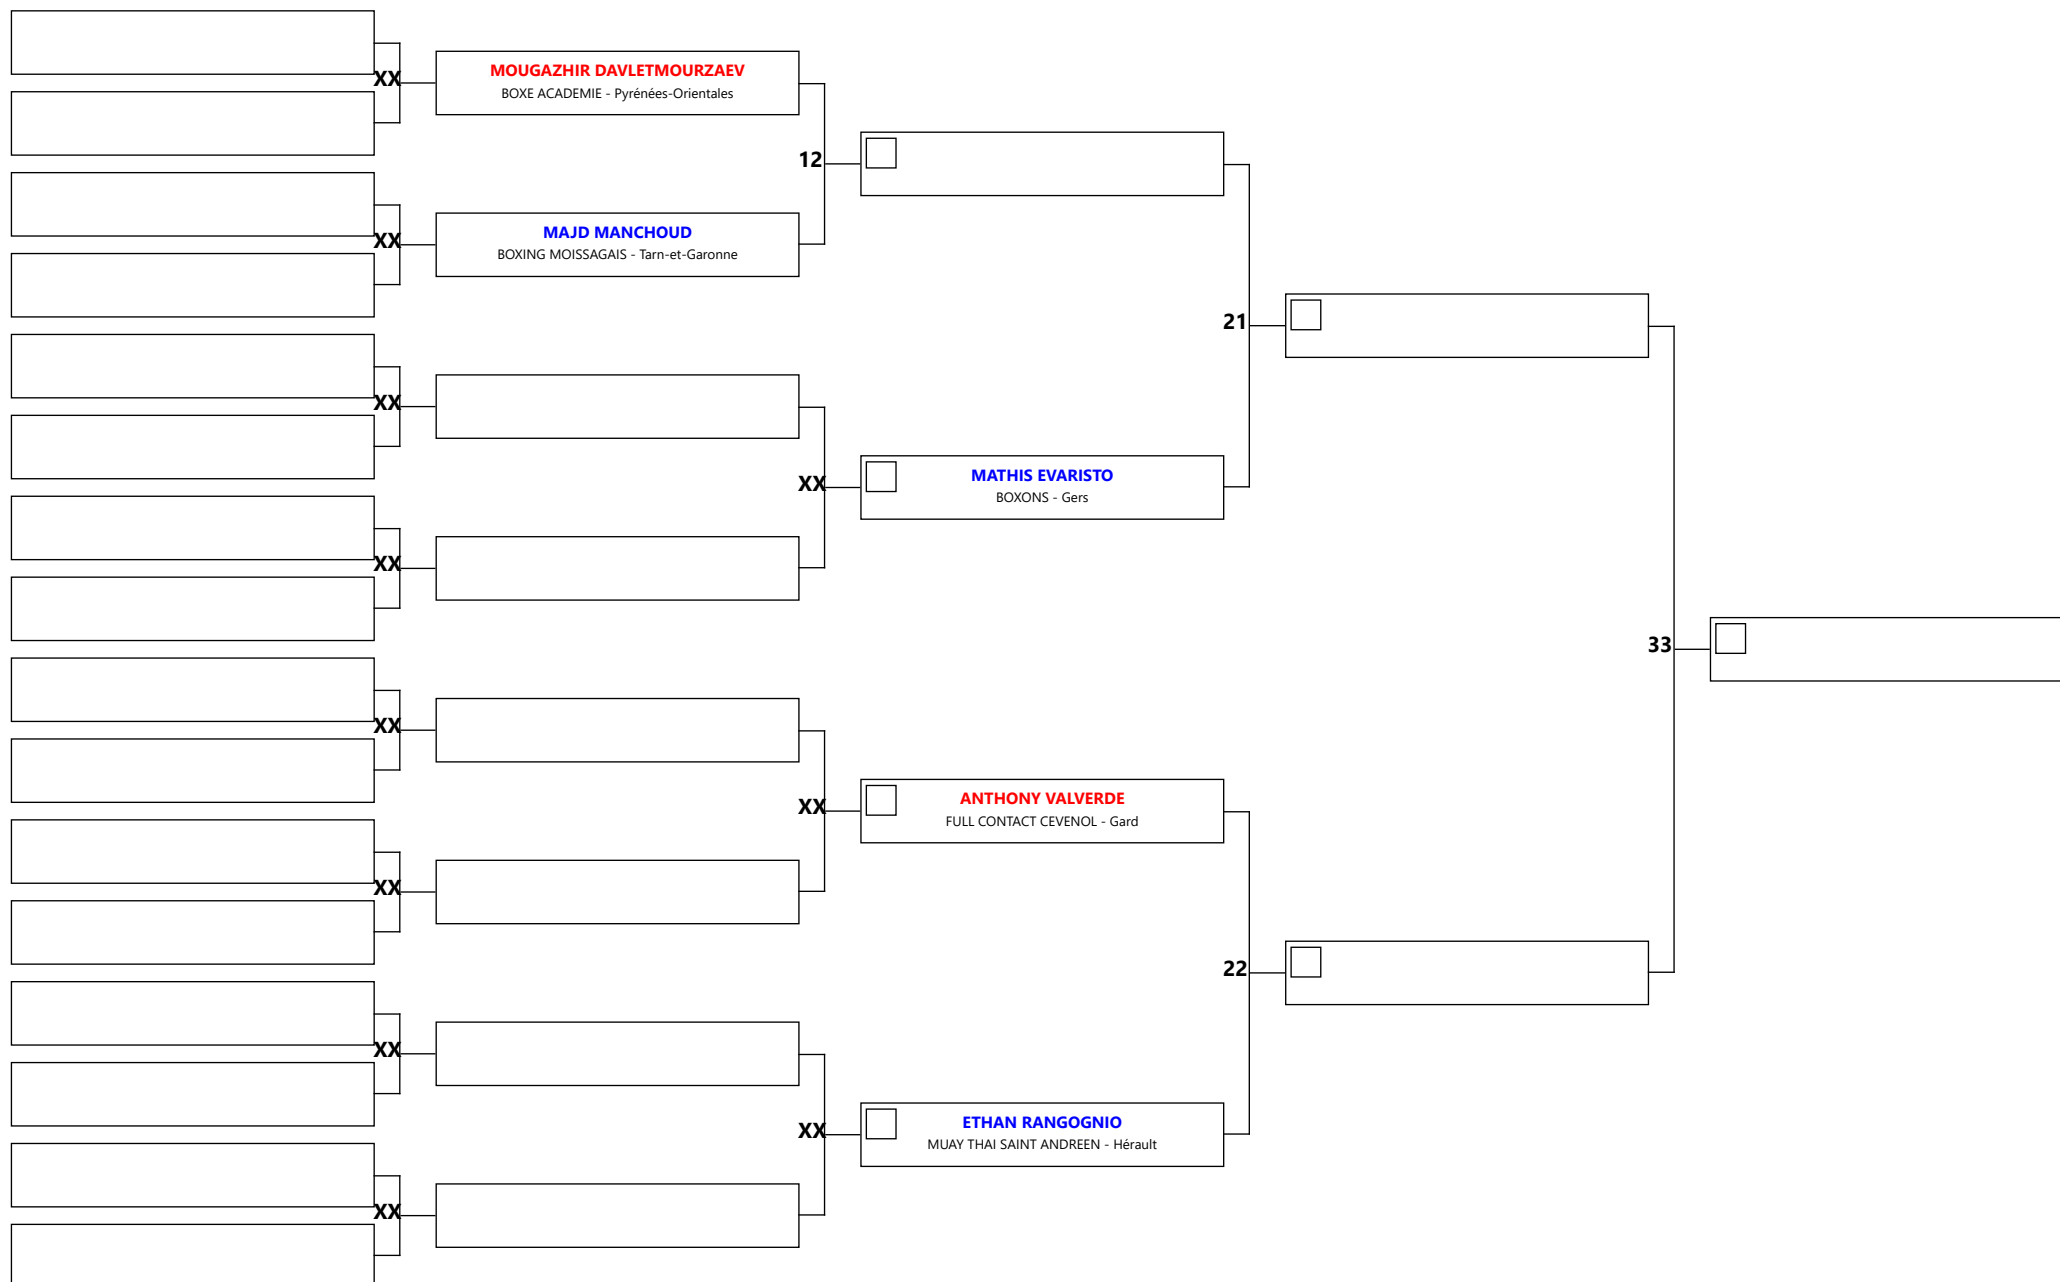 XX
MOUGAZHIR DAVLETMOURZAEV
BOXE ACADEMIE - Pyrénées-Orientales
12
XX
MAJD MANCHOUD
BOXING MOISSAGAIS - Tarn-et-Garonne
21
XX
XX
MATHIS EVARISTO
BOXONS - Gers
XX
33
XX
XX
ANTHONY VALVERDE
FULL CONTACT CEVENOL - Gard
XX
22
XX
XX
ETHAN RANGOGNIO
MUAY THAI SAINT ANDREEN - Hérault
XX